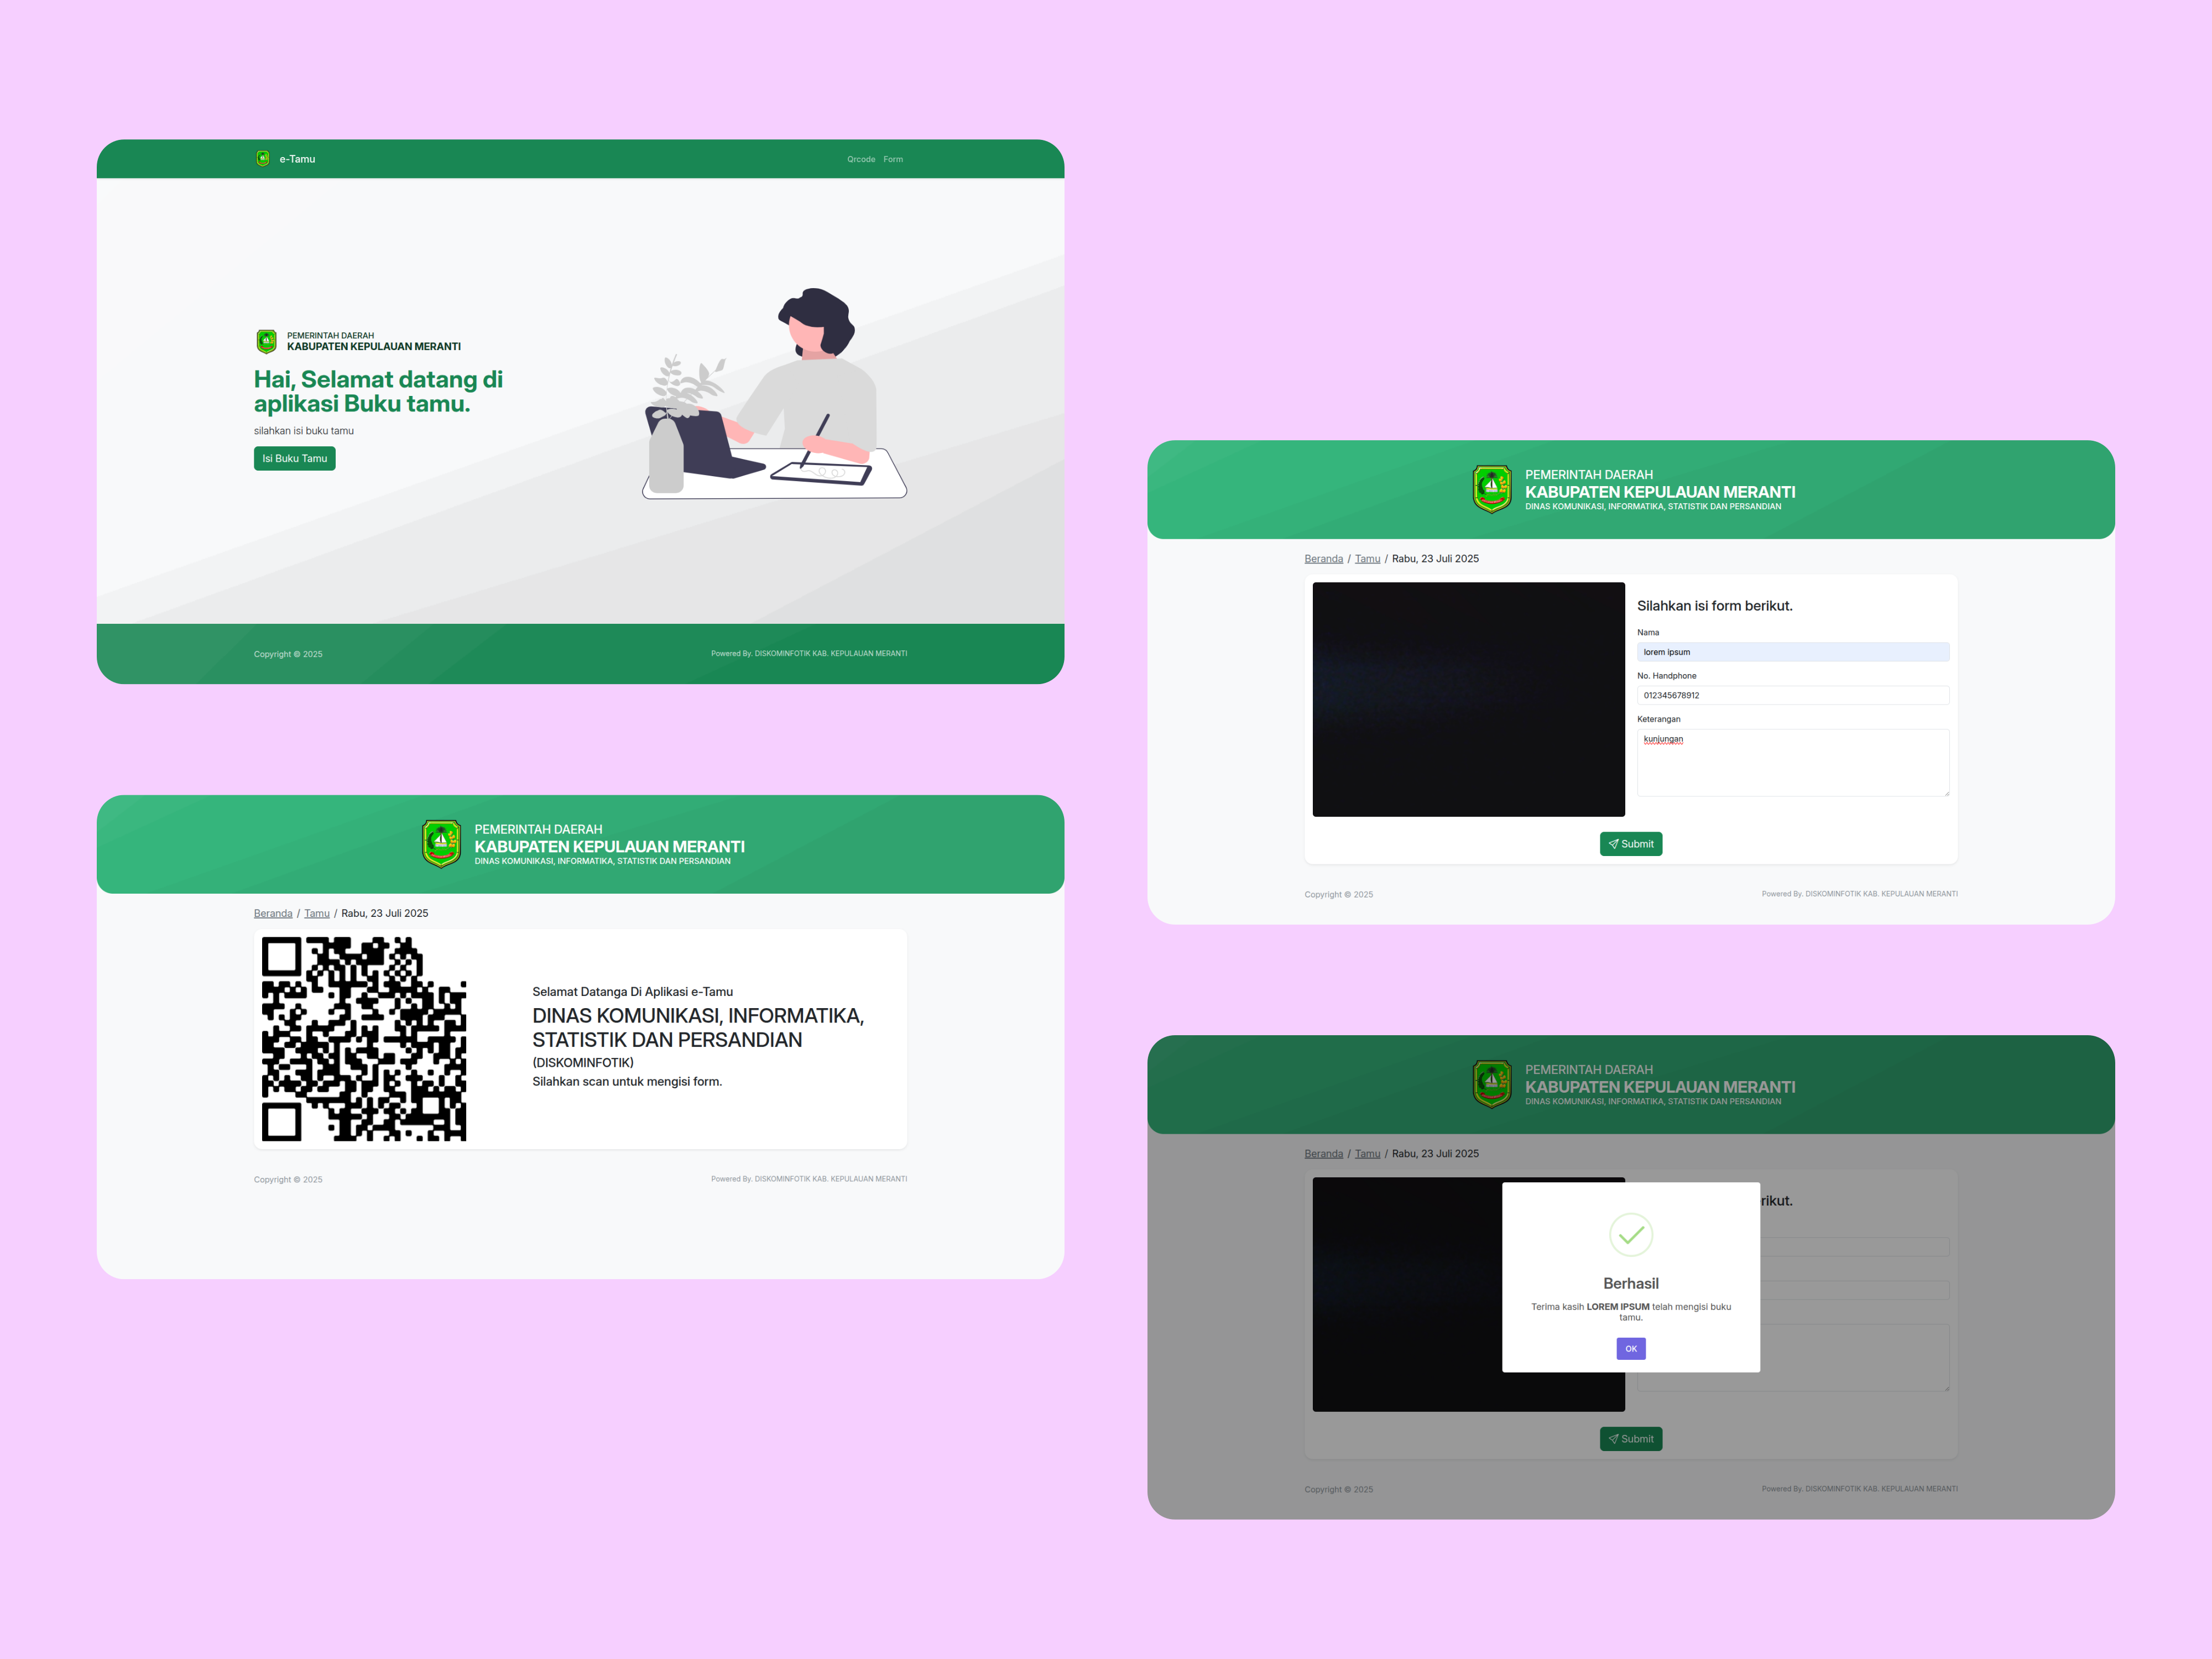 e-Tamu
Qrcode Form
PEMERINTAH DAERAH
KABUPATEN KEPULAUAN MERANTI
Hai, Selamat datang di
aplikasi Buku tamu.
silahkan isi buku tamu
Isi Buku Tamu
Copyright © 2025
Powered By. DISKOMINFOTIK KAB. KEPULAUAN MERANTI
PEMERINTAH DAERAH
KABUPATEN KEPULAUAN MERANTI
DINAS KOMUNIKASI, INFORMATIKA, STATISTIK DAN PERSANDIAN
Beranda / Tamu / Rabu, 23 Juli 2025
Selamat Datanga Di Aplikasi e-Tamu
DINAS KOMUNIKASI, INFORMATIKA,
STATISTIK DAN PERSANDIAN
(DISKOMINFOTIK)
Silahkan scan untuk mengisi form.
Copyright © 2025
Powered By. DISKOMINFOTIK KAB. KEPULAUAN MERANTI
PEMERINTAH DAERAH
KABUPATEN KEPULAUAN MERANTI
DINAS KOMUNIKASI, INFORMATIKA, STATISTIK DAN PERSANDIAN
Beranda / Tamu / Rabu, 23 Juli 2025
Silahkan isi form berikut.
Nama
lorem ipsum
No. Handphone
012345678912
Keterangan
kunjungan
Submit
Copyright © 2025
Powered By. DISKOMINFOTIK KAB. KEPULAUAN MERANTI
PEMERINTAH DAERAH
KABUPATEN KEPULAUAN MERANTI
DINAS KOMUNIKASI, INFORMATIKA, STATISTIK DAN PERSANDIAN
Beranda / Tamu / Rabu, 23 Juli 2025
rikut.
Berhasil
Terima kasih LOREM IPSUM telah mengisi buku
tamu.
OK
Submit
Copyright © 2025
Powered By. DISKOMINFOTIK KAB. KEPULAUAN MERANTI